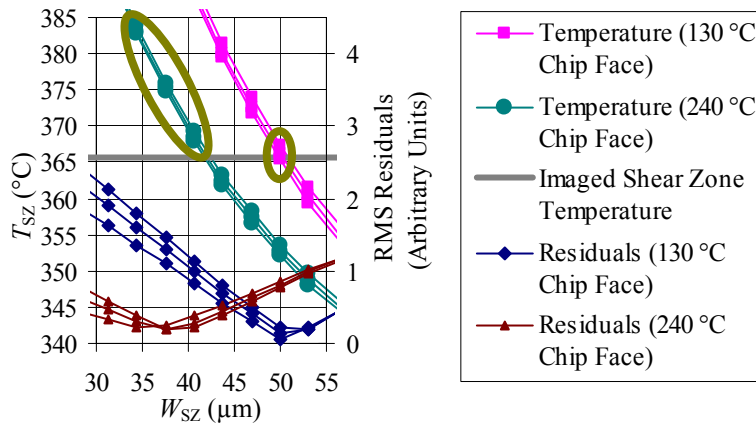 385
380
375
370
365
360
355
350
345
340
T_SZ (°C)
4
3
2
1
0
RMS Residuals
(Arbitrary Units)
30 35 40 45 50 55
W_SZ (µm)
Temperature (130 °C
Chip Face)
Temperature (240 °C
Chip Face)
Imaged Shear Zone
Temperature
Residuals (130 °C
Chip Face)
Residuals (240 °C
Chip Face)